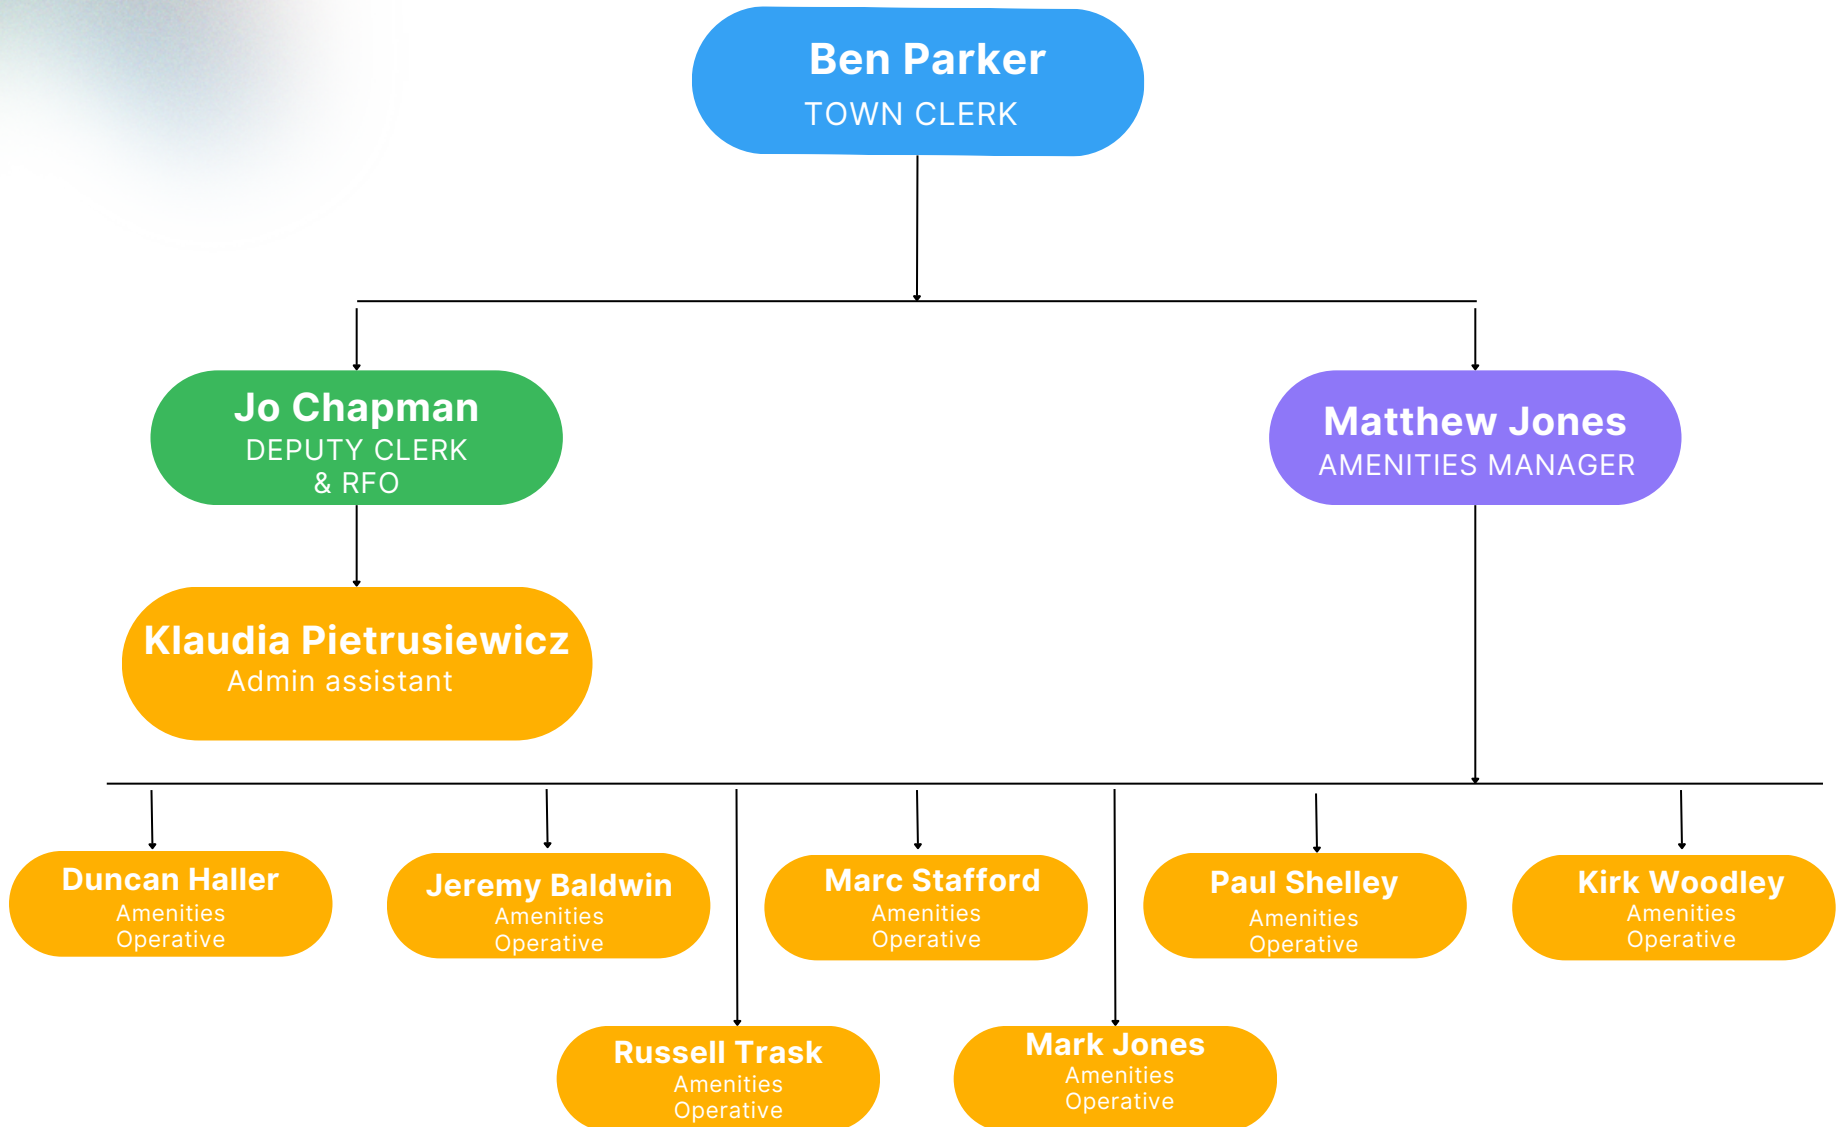 Ben Parker
TOWN CLERK
Jo Chapman
DEPUTY CLERK
& RFO
Matthew Jones
AMENITIES MANAGER
Klaudia Pietrusiewicz
Admin assistant
Duncan Haller
Amenities
Operative
Jeremy Baldwin
Amenities
Operative
Marc Stafford
Amenities
Operative
Paul Shelley
Amenities
Operative
Kirk Woodley
Amenities
Operative
Russell Trask
Amenities
Operative
Mark Jones
Amenities
Operative